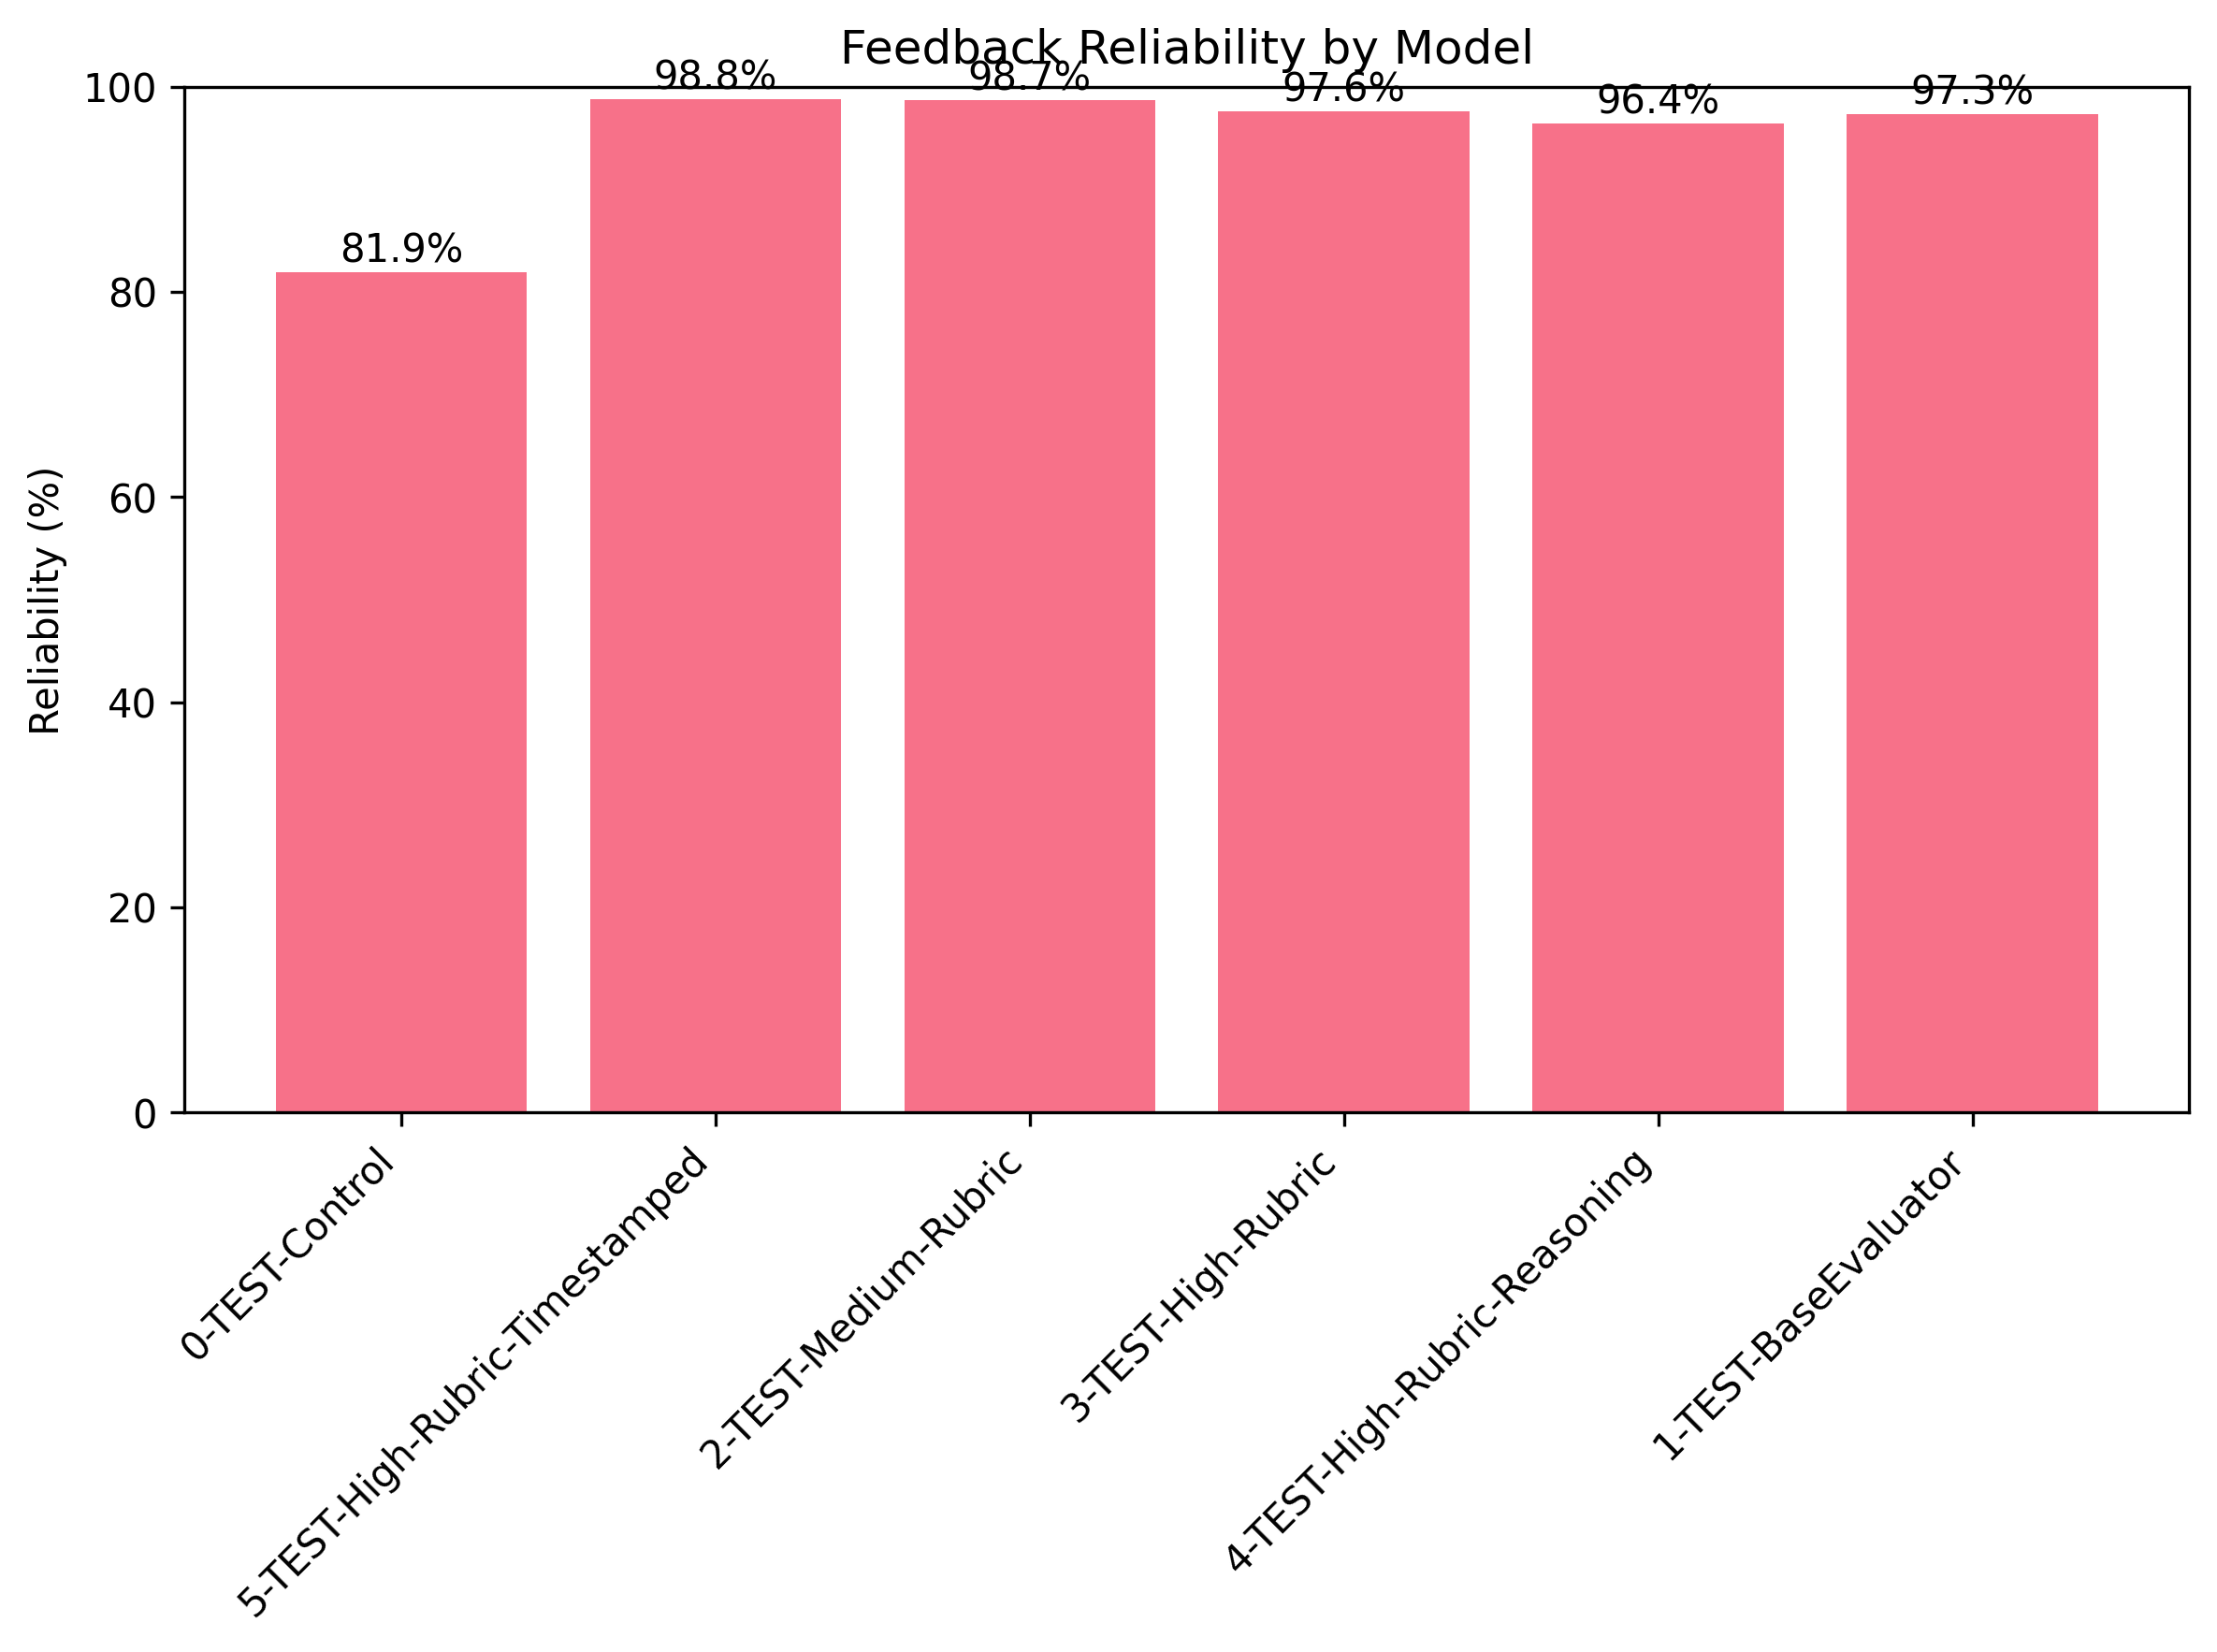 Feedback Reliability by Model
Reliability (%)
100
80
60
40
20
0
81.9%
98.8%
98.7%
97.6%
96.4%
97.3%
0-TEST-Control
5-TEST-High-Rubric-Timestamped
2-TEST-Medium-Rubric
3-TEST-High-Rubric
4-TEST-High-Rubric-Reasoning
1-TEST-BaseEvaluator